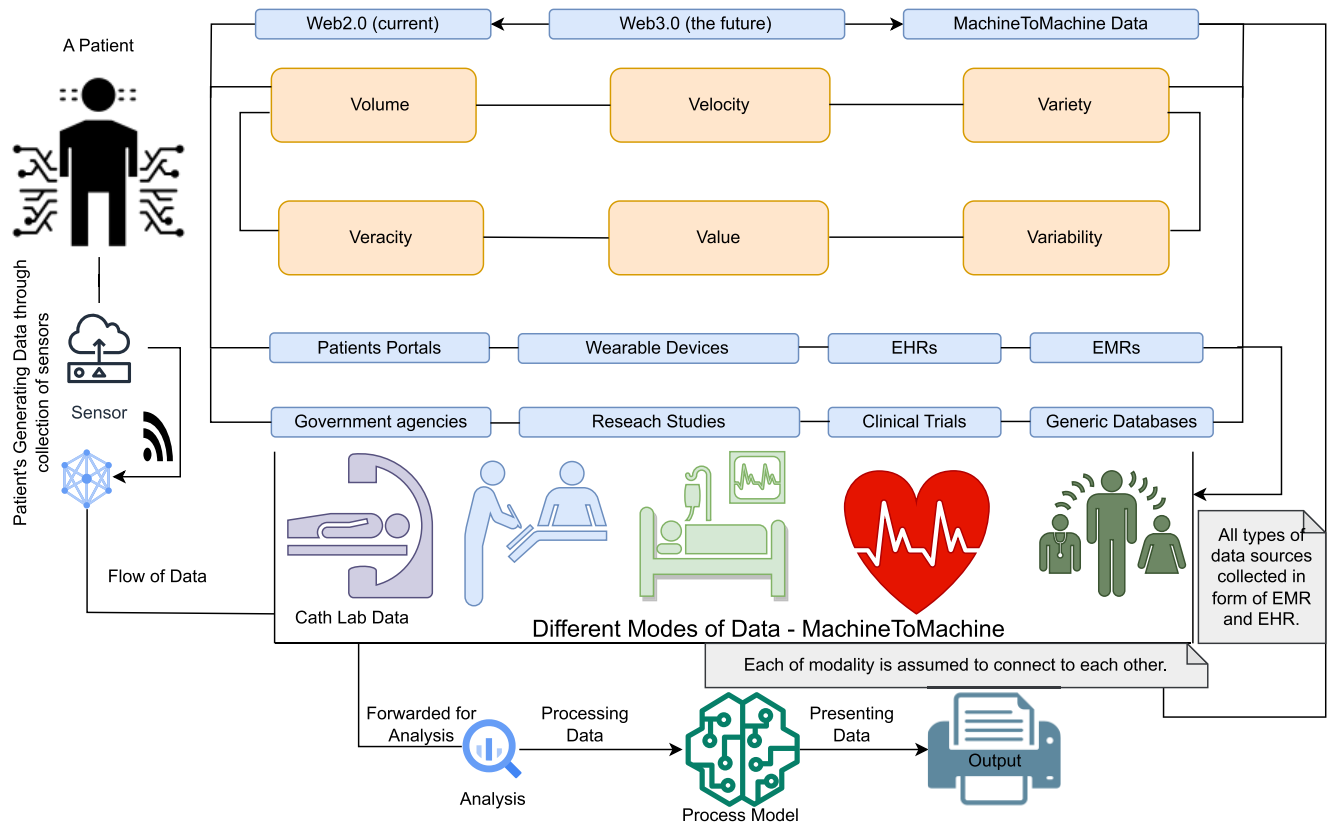 Web2.0 (current)
Web3.0 (the future)
MachineToMachine Data
A Patient
Volume
Velocity
Variety
Veracity
Value
Variability
Patient's Generating Data through
collection of sensors
Sensor
Patients Portals
Wearable Devices
EHRs
EMRs
Government agencies
Reseach Studies
Clinical Trials
Generic Databases
Flow of Data
Cath Lab Data
Different Modes of Data - MachineToMachine
All types of
data sources
collected in
form of EMR
and EHR.
Each of modality is assumed to connect to each other.
Forwarded for
Analysis
Processing
Data
Presenting
Data
Output
Analysis
Process Model